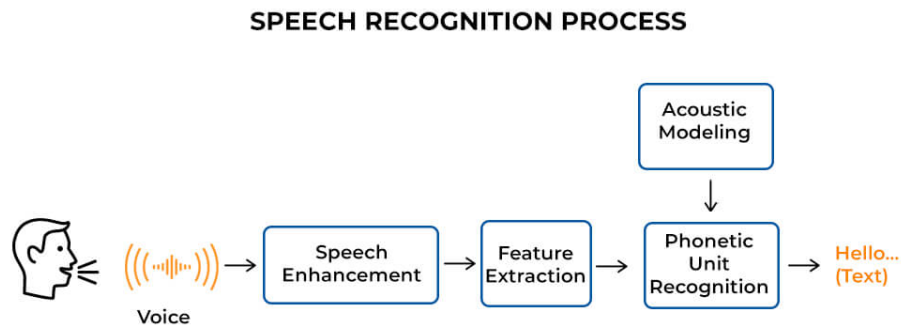 SPEECH RECOGNITION PROCESS
Acoustic
Modeling
Speech
Enhancement
Feature
Extraction
Phonetic
Unit
Recognition
Hello...
(Text)
Voice